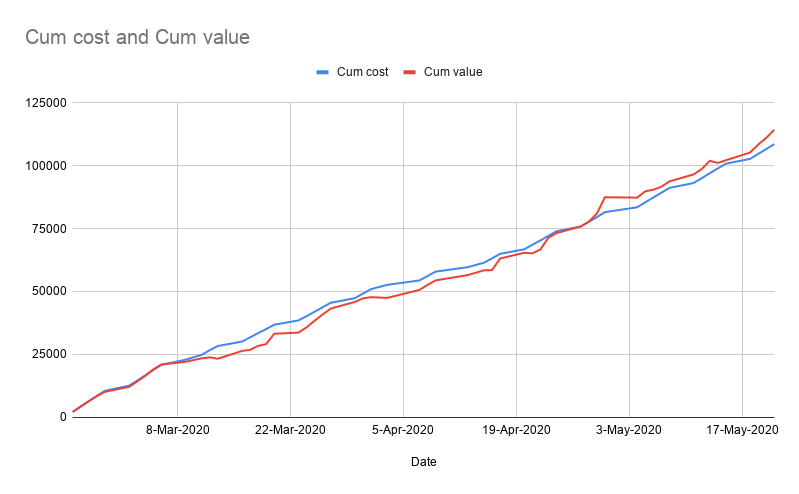 Cum cost and Cum value
Cum cost Cum value
125000
100000
75000
50000
25000
0
8-Mar-2020 22-Mar-2020 5-Apr-2020 19-Apr-2020 3-May-2020 17-May-2020
Date